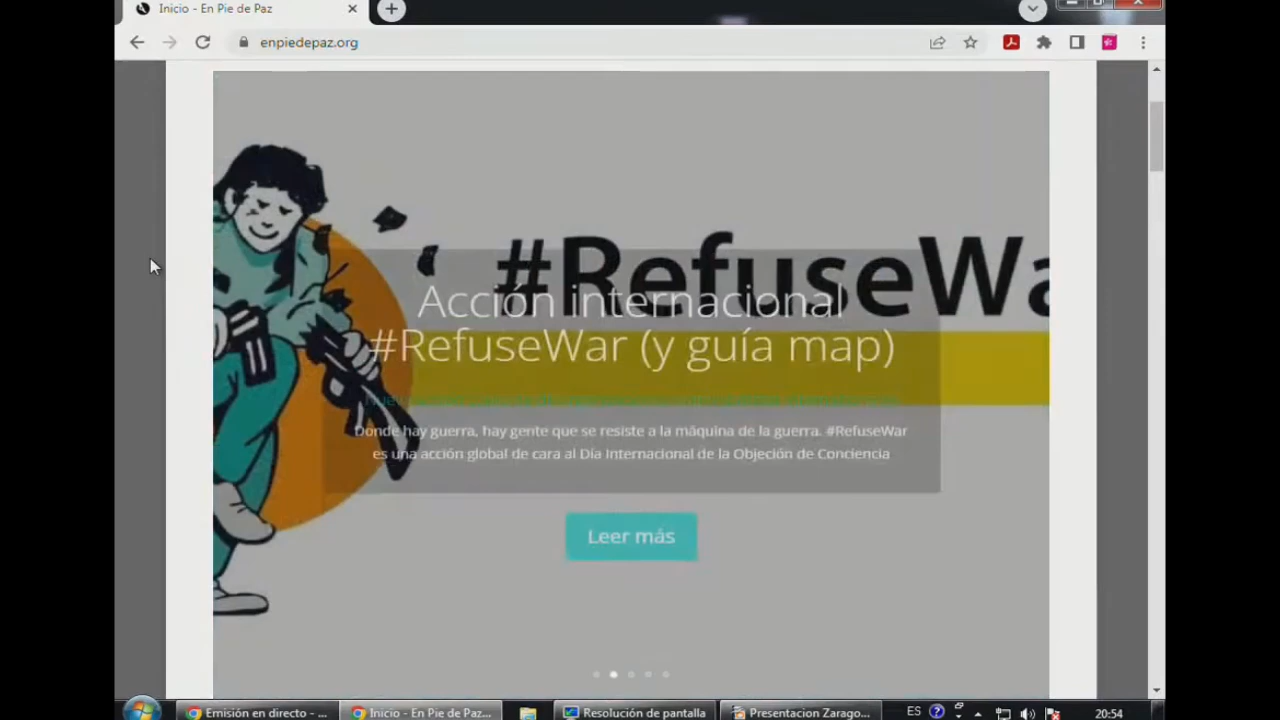 Inicio - En Pie de Paz
enpiedepaz.org
#RefuseWa
Acción internacional
#RefuseWar (y guía map)
Donde hay guerra, hay gente que se resiste a la máquina de la guerra. #RefuseWar
es una acción global de cara al Día Internacional de la Objeción de Conciencia
Leer más
Emisión en directo - ...
Inicio - En Pie de Paz...
Resolución de pantalla
Presentacion Zarago...
ES
20:54